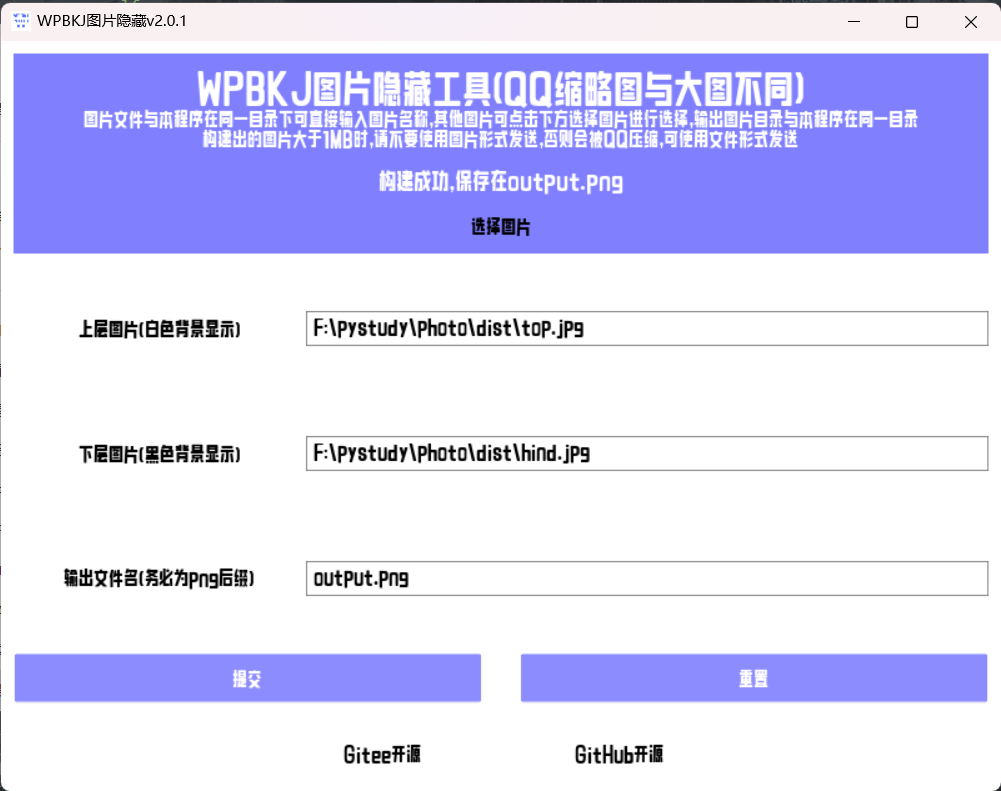 WPBKJ图片隐藏v2.0.1
WPBKJ图片隐藏工具(QQ缩略图与大图不同)
图片文件与本程序在同一目录下可直接输入图片名称,其他图片可点击下方选择图片进行选择,输出图片目录与本程序在同一目录
构建出的图片大于1MB时,请不要使用图片形式发送,否则会被QQ压缩,可使用文件形式发送
构建成功,保存在output.png
选择图片
上层图片(白色背景显示)
F:\pystudy\photo\dist\top.jpg
下层图片(黑色背景显示)
F:\pystudy\photo\dist\hind.jpg
输出文件名(务必为png后缀)
output.png
提交
重置
Gitee开源
GitHub开源